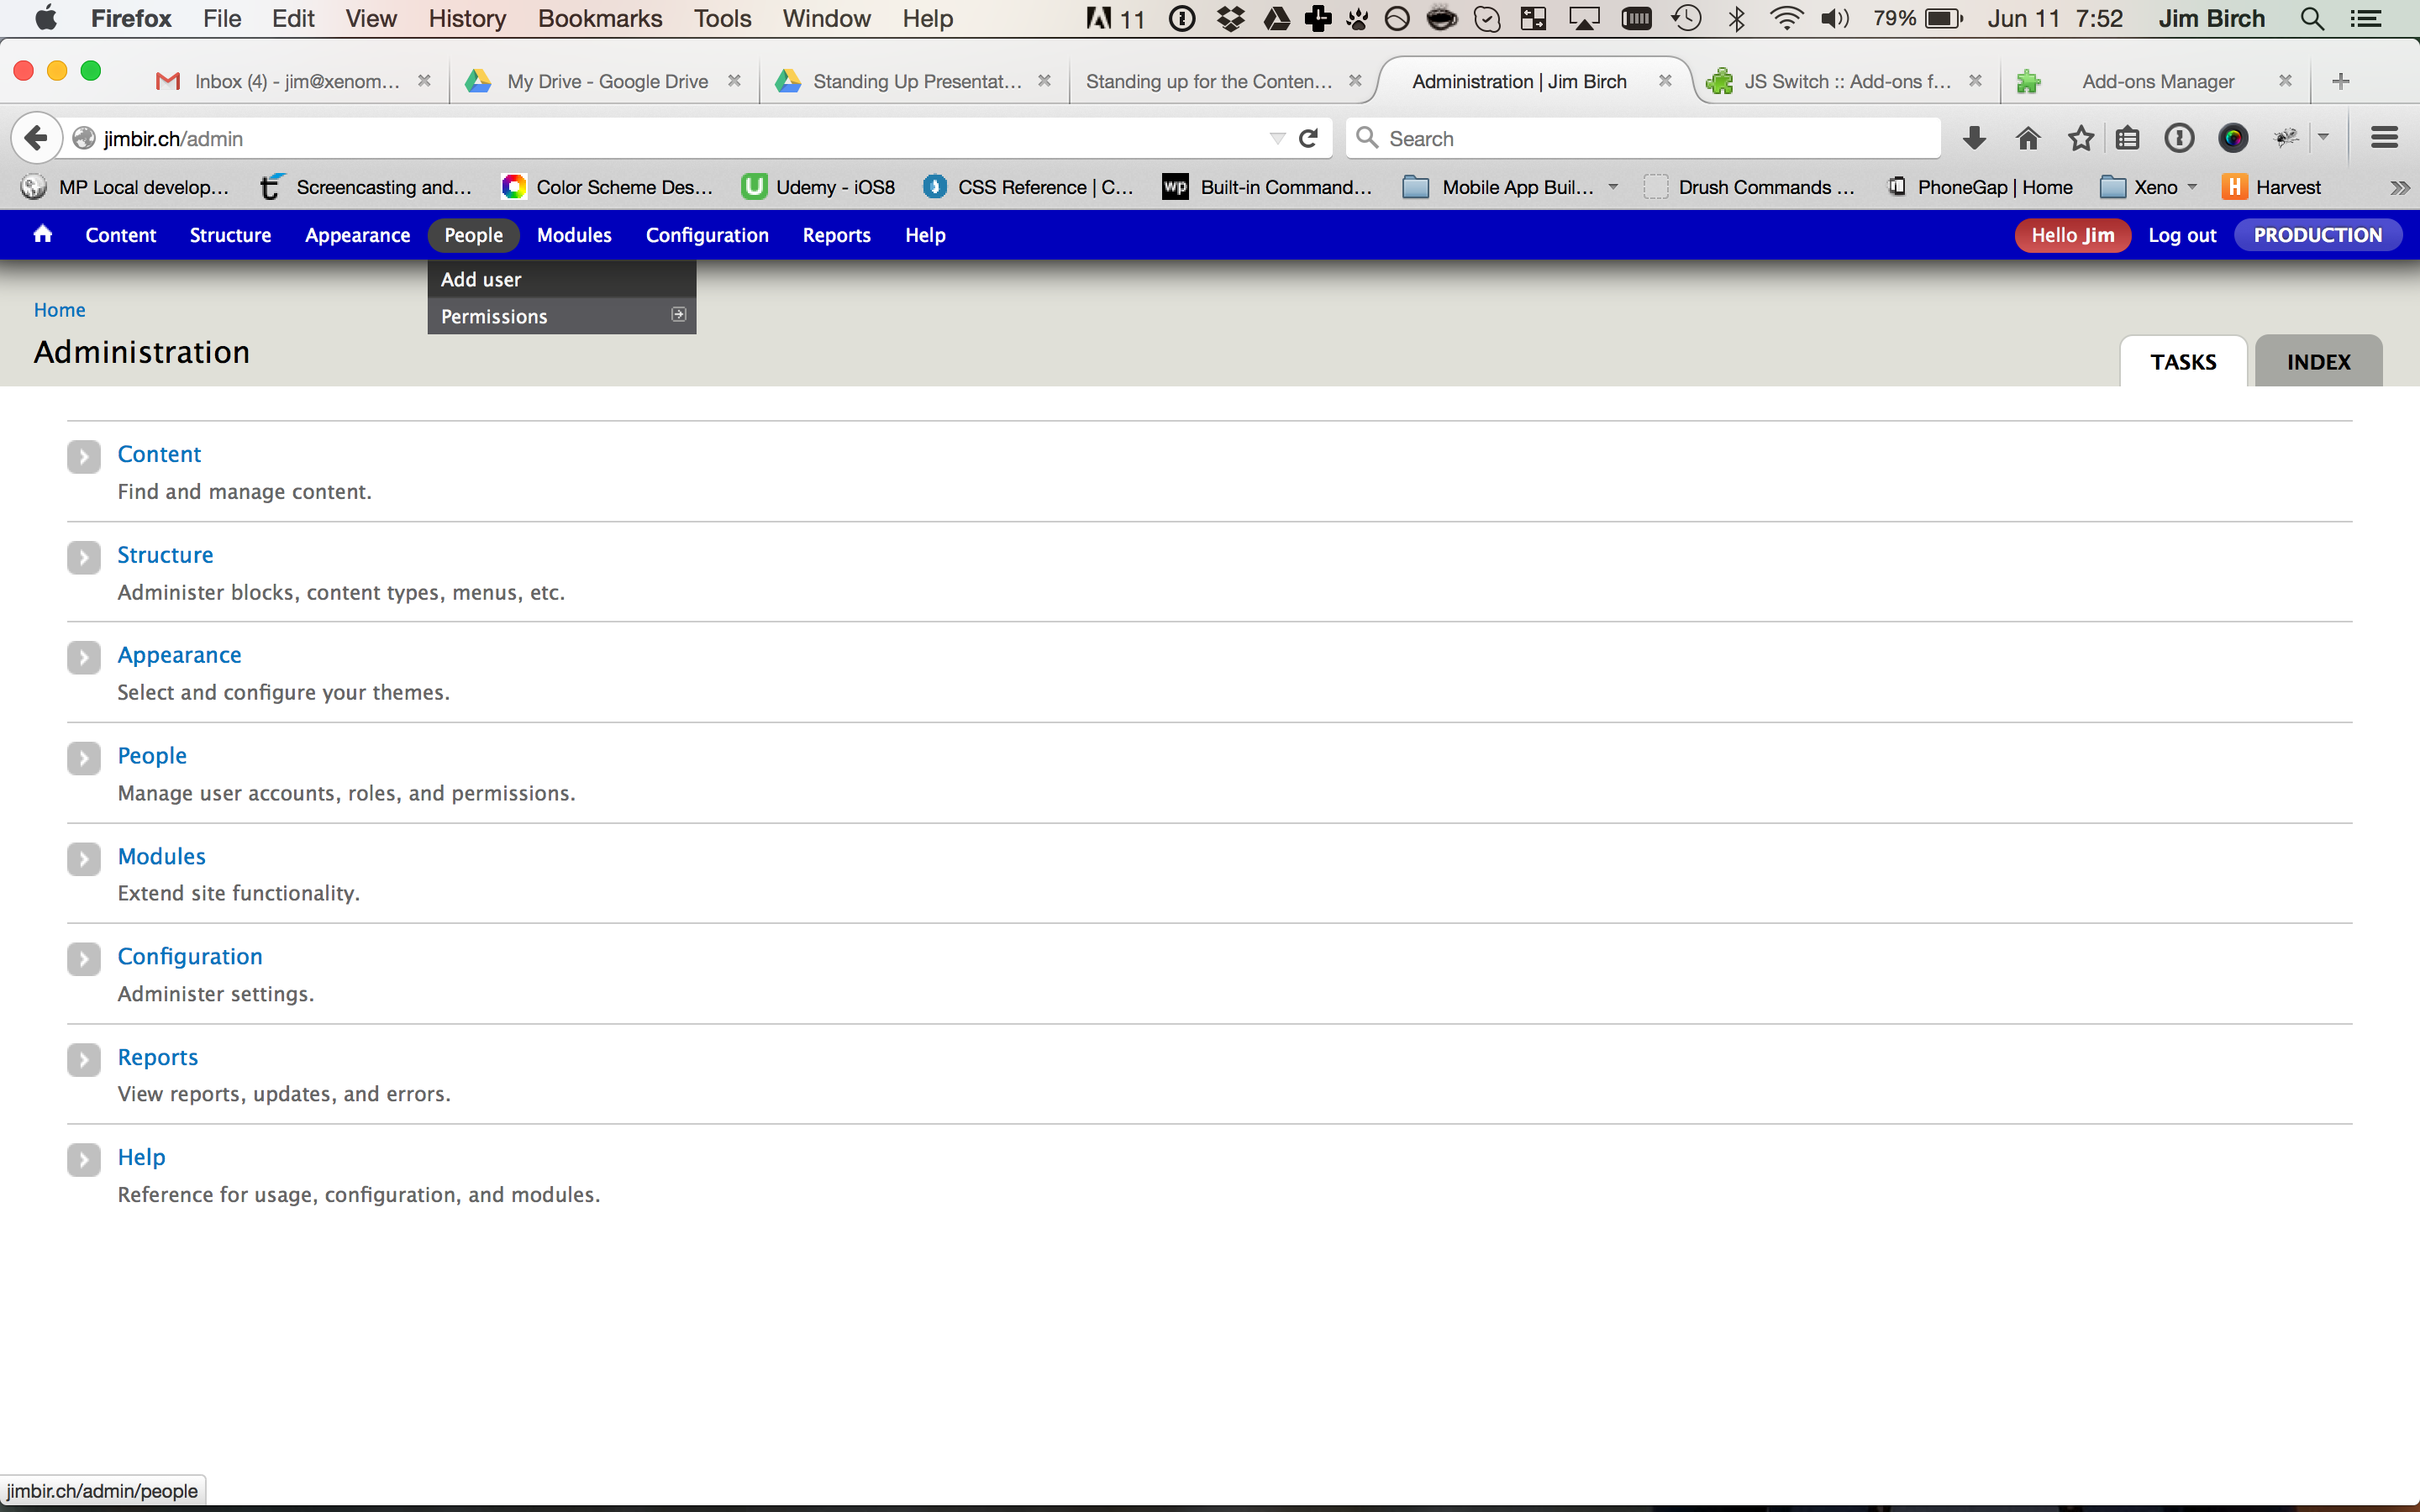 Firefox File Edit View History Bookmarks Tools Window Help 11 79% Jun 11 7:52 Jim Birch
Inbox (4) - jim@xenom... My Drive - Google Drive Standing Up Presentat... Standing up for the Conten... Administration | Jim Birch JS Switch :: Add-ons f... Add-ons Manager
jimbir.ch/admin Search
MP Local develop... Screencasting and... Color Scheme Des... Udemy - iOS8 CSS Reference | C... wp Built-in Command... Mobile App Buil... Drush Commands ... PhoneGap | Home Xeno H Harvest
Content Structure Appearance People Modules Configuration Reports Help Hello Jim Log out PRODUCTION
Add user
Permissions
Home
Administration
TASKS INDEX
Content
Find and manage content.
Structure
Administer blocks, content types, menus, etc.
Appearance
Select and configure your themes.
People
Manage user accounts, roles, and permissions.
Modules
Extend site functionality.
Configuration
Administer settings.
Reports
View reports, updates, and errors.
Help
Reference for usage, configuration, and modules.
jimbir.ch/admin/people